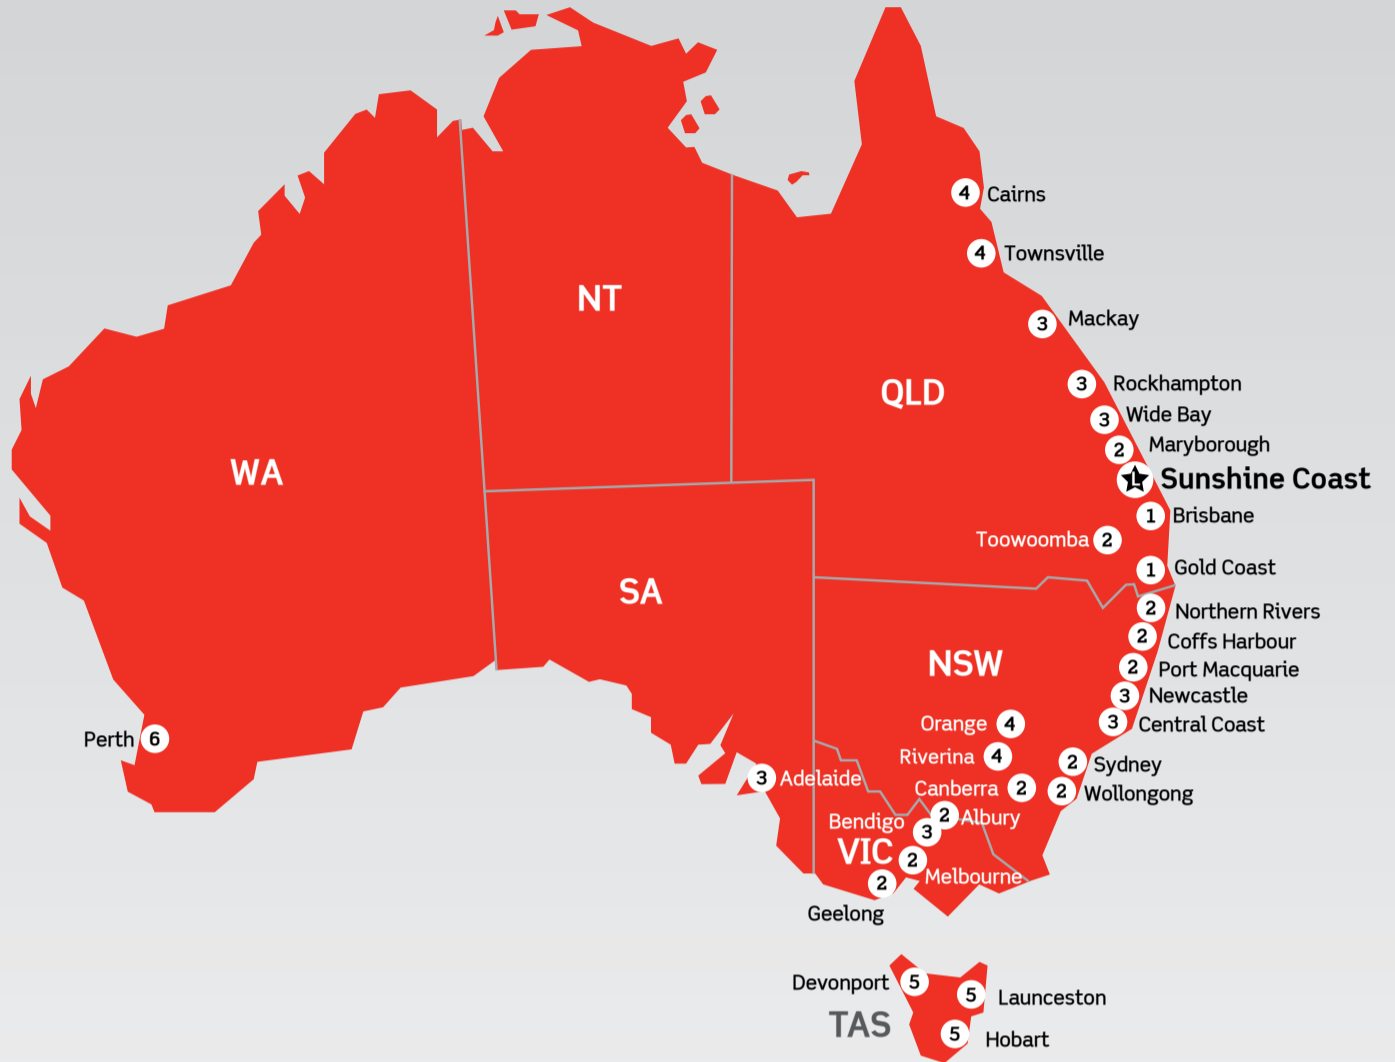 4 Cairns
4 Townsville
NT
3 Mackay
QLD
3 Rockhampton
3 Wide Bay
2 Maryborough
WA
L Sunshine Coast
1 Brisbane
Toowoomba 2
1 Gold Coast
SA
2 Northern Rivers
2 Coffs Harbour
NSW
2 Port Macquarie
3 Newcastle
Orange 4
3 Central Coast
Perth 6
Riverina 4
2 Sydney
3 Adelaide
Canberra 2
2 Wollongong
2 Albury
Bendigo 3
VIC
2 Melbourne
2 Geelong
Devonport 5
5 Launceston
TAS
5 Hobart